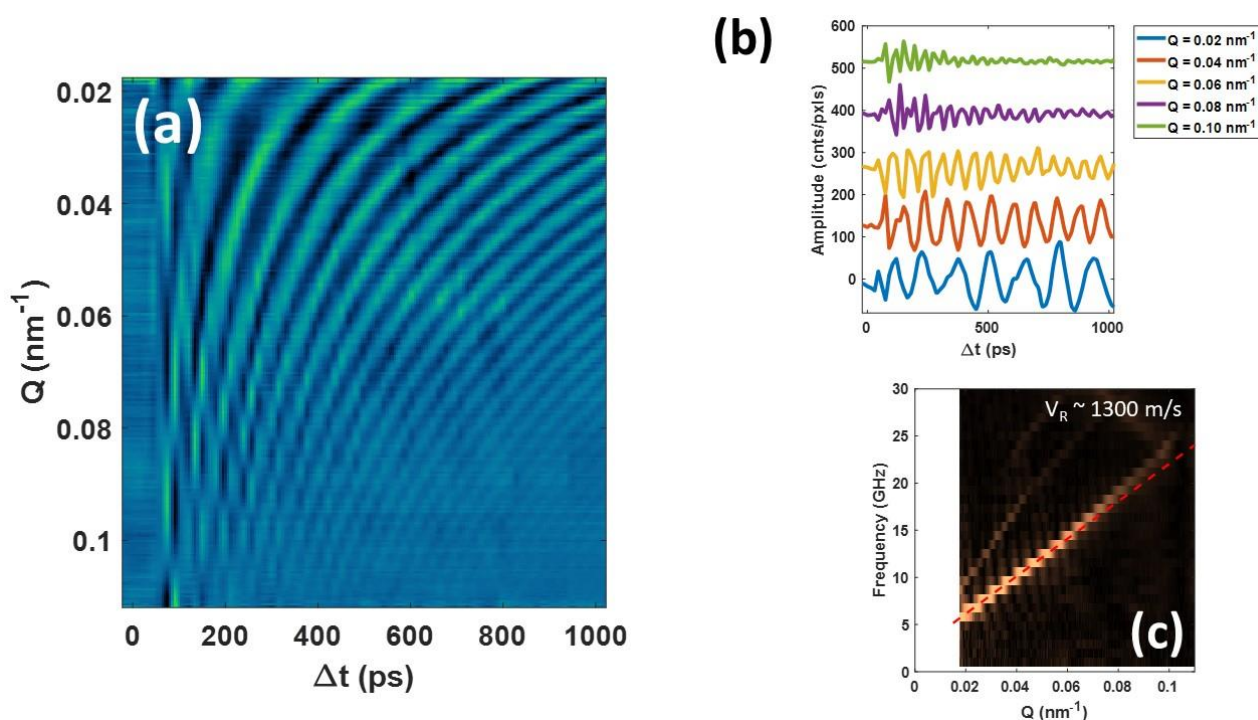 (a)
0.02
0.04
0.06
0.08
0.1
Q (nm-1)
0
200
400
600
800
1000
Δt (ps)
(b)
600
500
400
300
200
100
0
Amplitude (cnts/pxls)
0
500
1000
Δt (ps)
Q = 0.02 nm-1
Q = 0.04 nm-1
Q = 0.06 nm-1
Q = 0.08 nm-1
Q = 0.10 nm-1
30
25
20
15
10
5
0
Frequency (GHz)
VR ~ 1300 m/s
(c)
0
0.02
0.04
0.06
0.08
0.1
Q (nm-1)